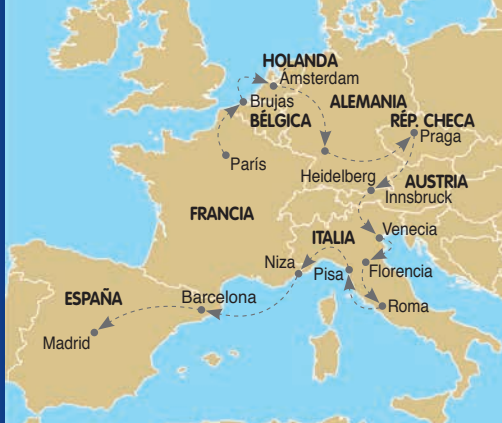 HOLANDA
Ámsterdam
Brujas
ALEMANIA
BÉLGICA
RÉP. CHECA
Praga
París
Heidelberg
AUSTRIA
Innsbruck
FRANCIA
Venecia
ITALIA
Niza
Pisa
Florencia
ESPAÑA
Barcelona
Roma
Madrid